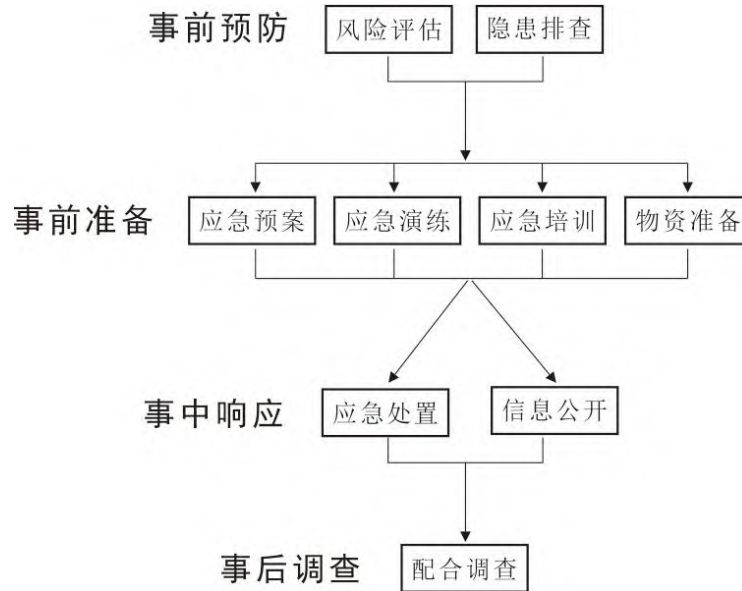 事前预防 风险评估 隐患排查
事前准备 应急预案 应急演练 应急培训 物资准备
事中响应 应急处置 信息公开
事后调查 配合调查